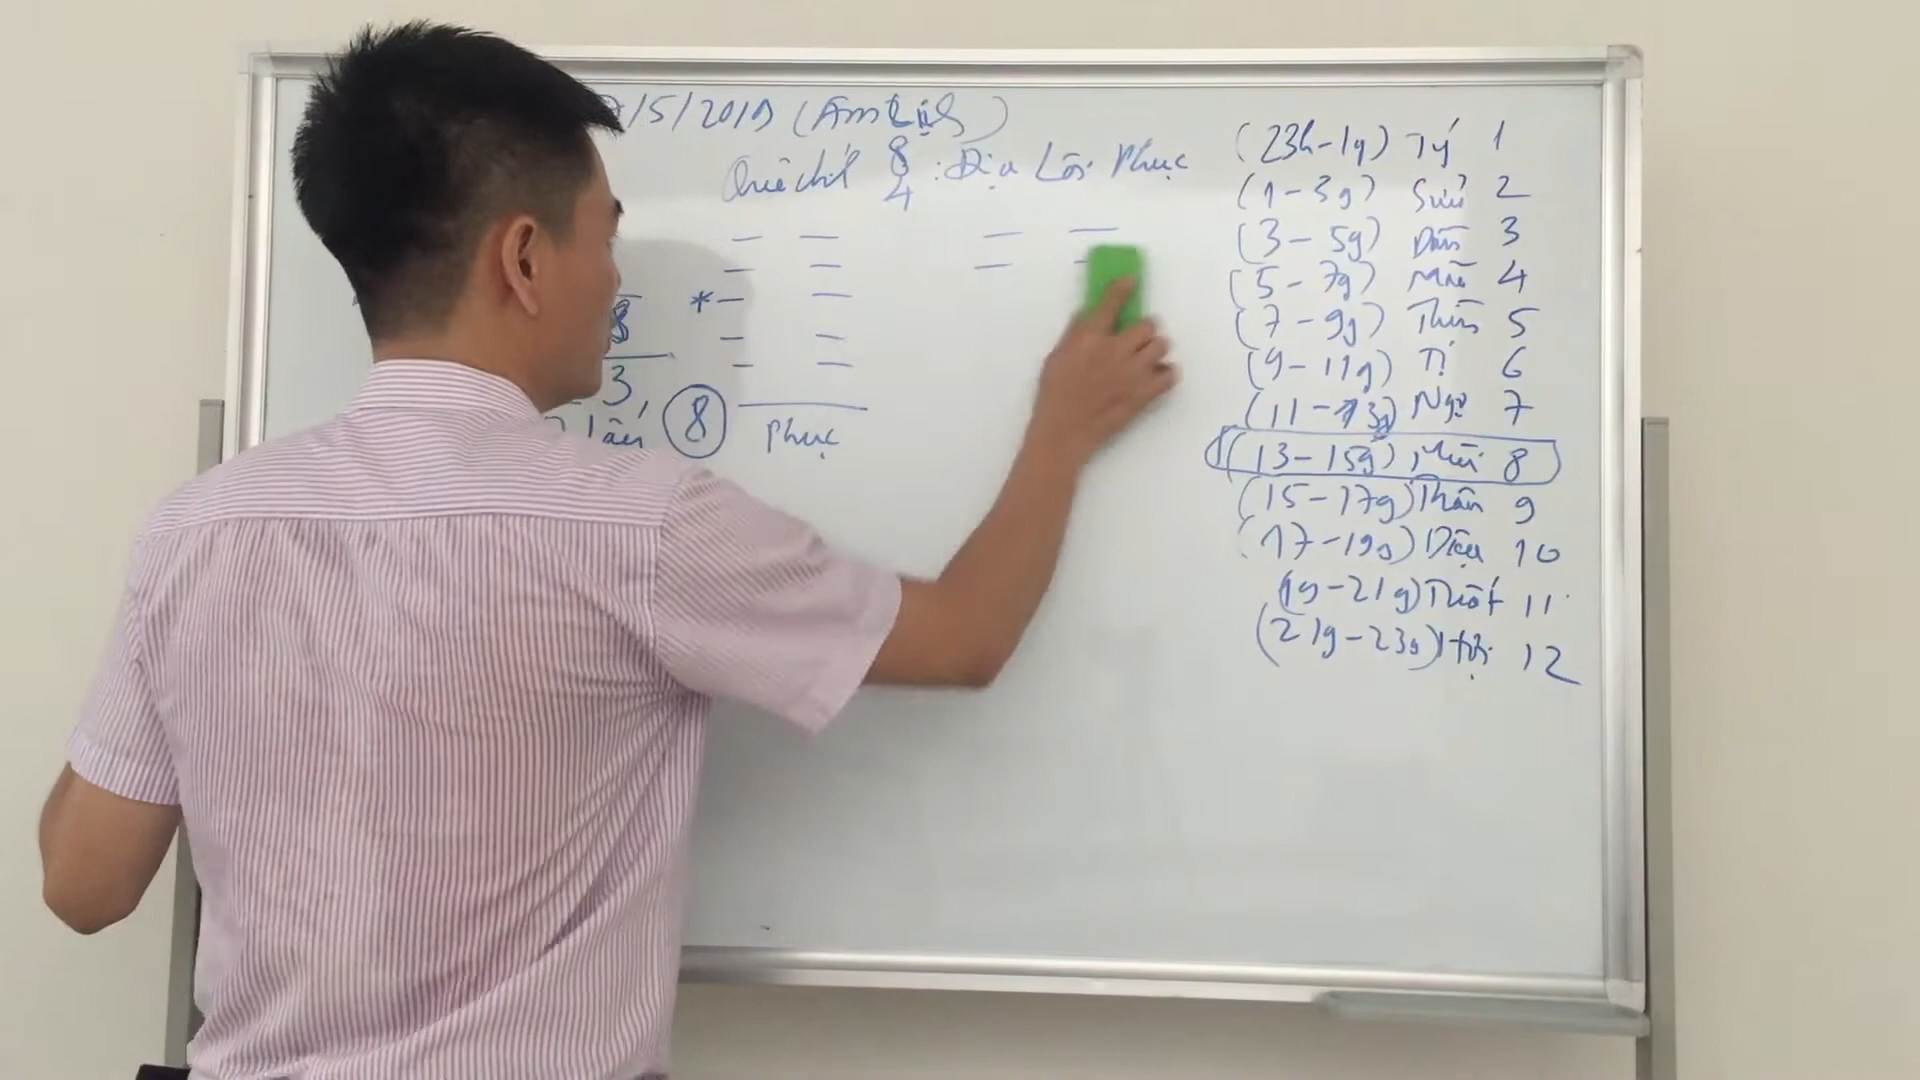 /5/2019 (Âm Lịch)
Quẻ chủ 8 4 : Địa Lôi Phục
*
8
3,
lần 8 Phục
(23h-1g) Tý 1
(1-3g) Sửu 2
(3-5g) Dần 3
(5-7g) Mão 4
(7-9g) Thìn 5
(9-11g) Tị 6
(11-13g) Ngọ 7
(13-15g) Mùi 8
(15-17g) Thân 9
(17-19g) Dậu 10
(19-21g) Tuất 11
(21g-23g) Hợi 12